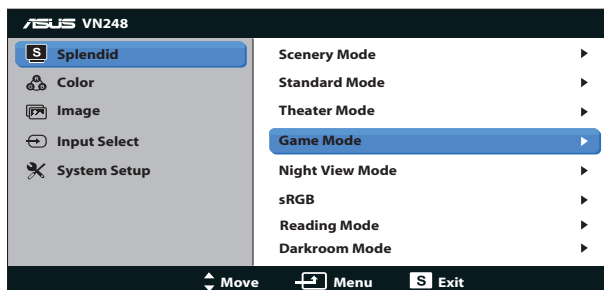 ASUS VN248
S Splendid
Color
Image
Input Select
System Setup
Scenery Mode
Standard Mode
Theater Mode
Game Mode
Night View Mode
sRGB
Reading Mode
Darkroom Mode
Move Menu S Exit